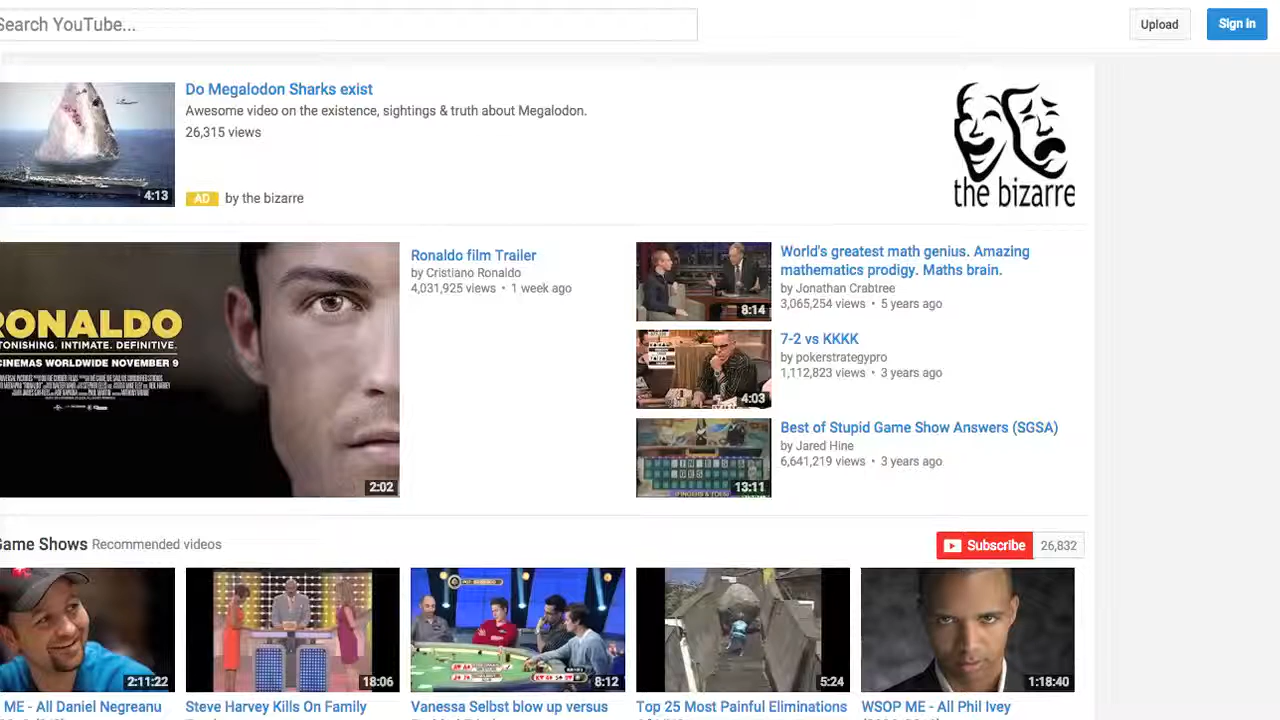 Search YouTube...
Upload
Sign in
Do Megalodon Sharks exist
Awesome video on the existence, sightings & truth about Megalodon.
26,315 views
4:13
AD by the bizarre
the bizarre
RONALDO
TONISHING. INTIMATE. DEFINITIVE.
CINEMAS WORLDWIDE NOVEMBER 9
2:02
Ronaldo film Trailer
by Cristiano Ronaldo
4,031,925 views • 1 week ago
8:14
World's greatest math genius. Amazing
mathematics prodigy. Maths brain.
by Jonathan Crabtree
3,065,254 views • 5 years ago
4:03
7-2 vs KKKK
by pokerstrategypro
1,112,823 views • 3 years ago
13:11
Best of Stupid Game Show Answers (SGSA)
by Jared Hine
6,641,219 views • 3 years ago
Game Shows Recommended videos
Subscribe 26,832
2:11:22
18:06
8:12
5:24
1:18:40
ME - All Daniel Negreanu
Steve Harvey Kills On Family
Vanessa Selbst blow up versus
Top 25 Most Painful Eliminations
WSOP ME - All Phil Ivey